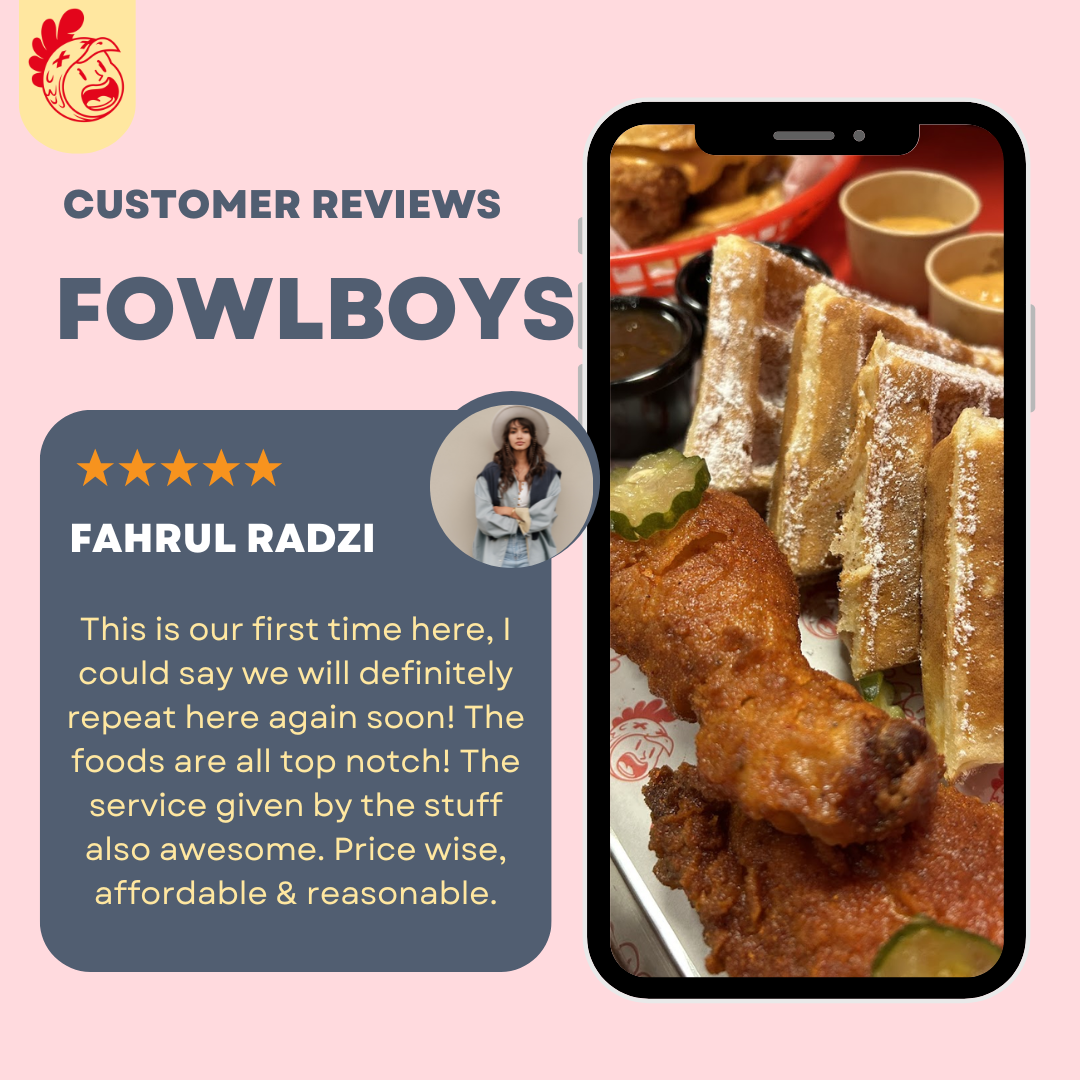 CUSTOMER REVIEWS
FOWLBOYS
FAHRUL RADZI
This is our first time here, I
could say we will definitely
repeat here again soon! The
foods are all top notch! The
service given by the stuff
also awesome. Price wise,
affordable & reasonable.